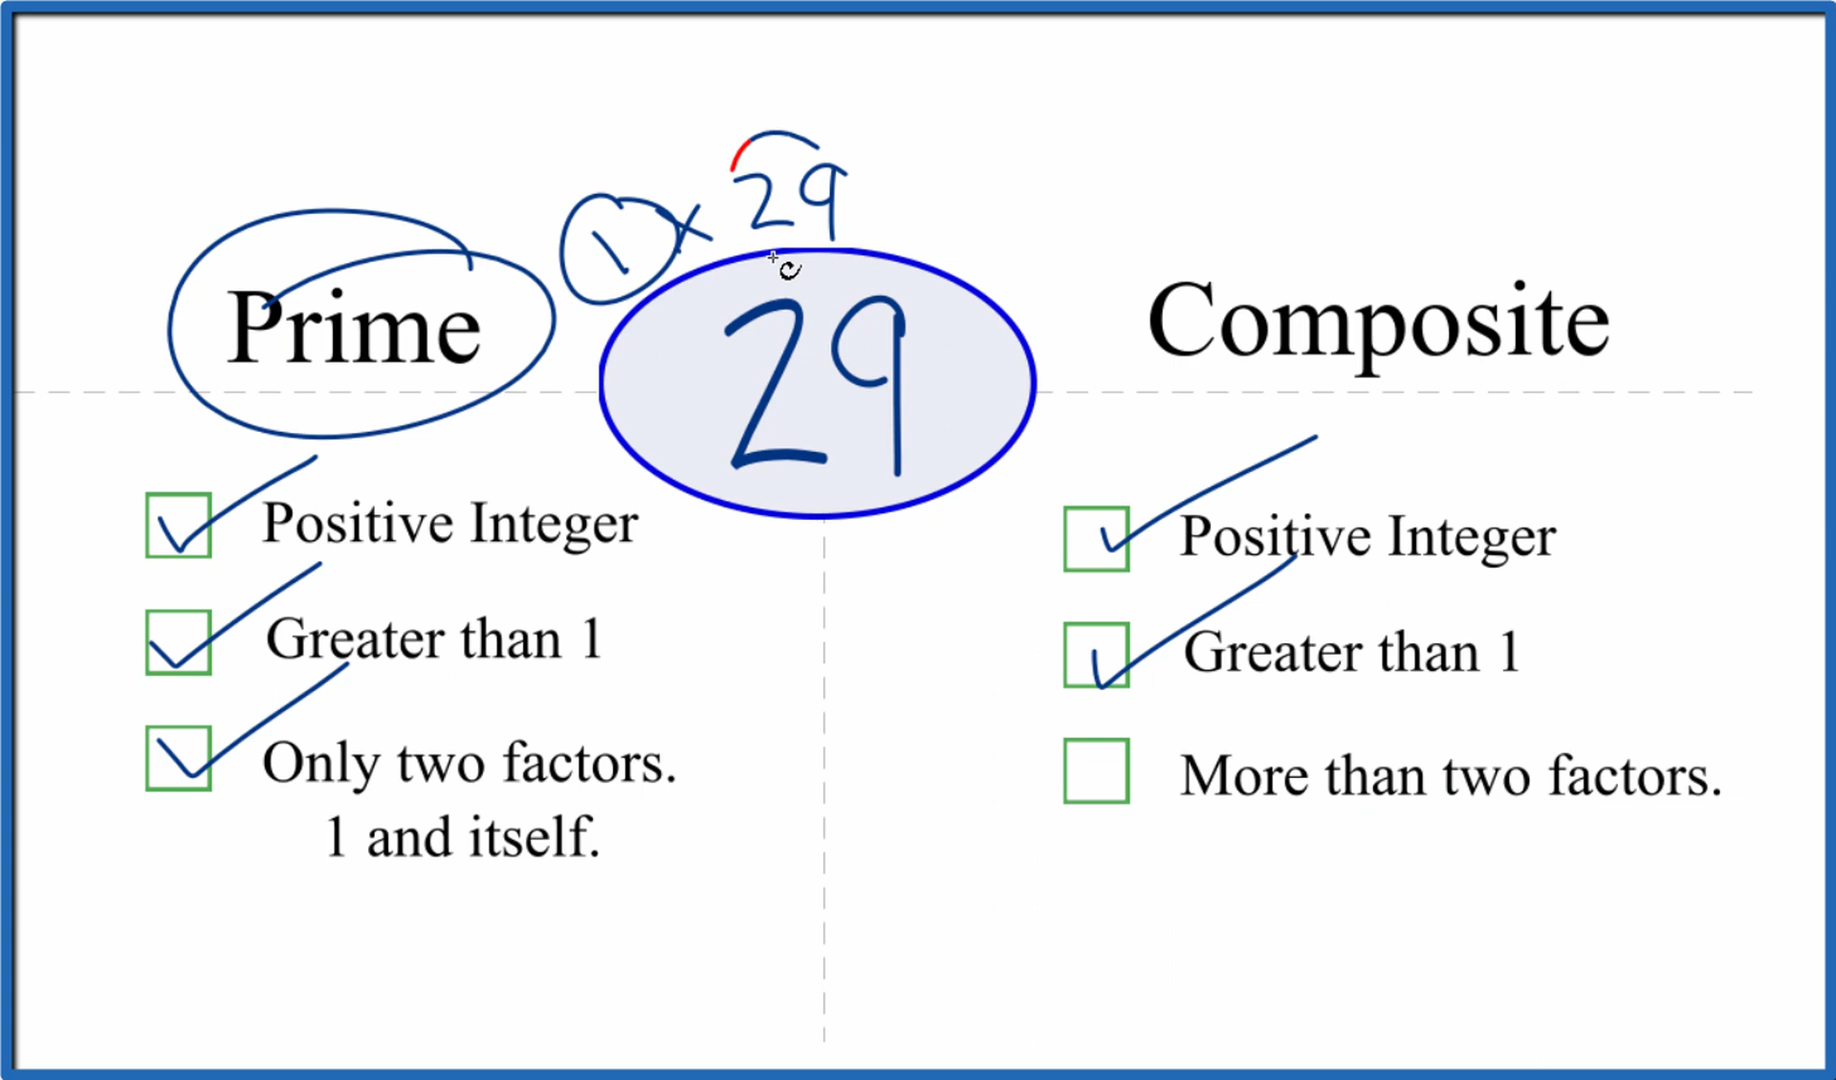 1 x 29
Prime
29
Composite
Positive Integer
Greater than 1
Only two factors.
1 and itself.
Positive Integer
Greater than 1
More than two factors.